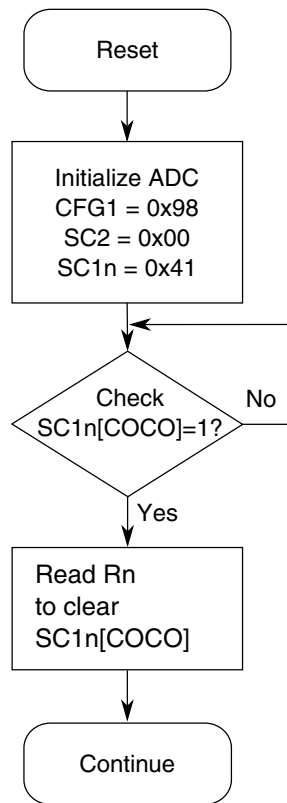 Reset
Initialize ADC
CFG1 = 0x98
SC2 = 0x00
SC1n = 0x41
Check
SC1n[COCO]=1?
No
Yes
Read Rn
to clear
SC1n[COCO]
Continue